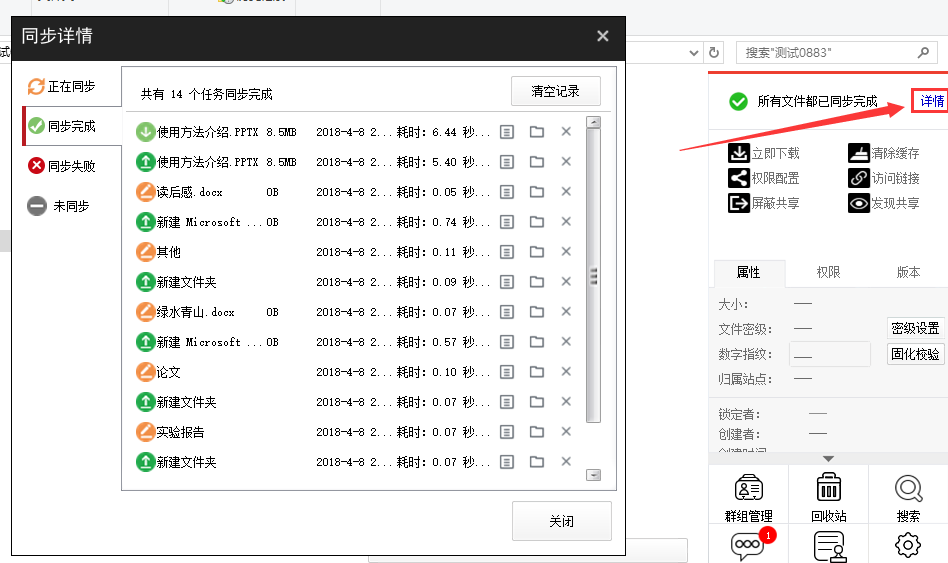 同步详情
正在同步
同步完成
同步失败
未同步
共有 14 个任务同步完成
清空记录
使用方法介绍.PPTX 8.5MB 2018-4-8 2... 耗时: 6.44 秒...
使用方法介绍.PPTX 8.5MB 2018-4-8 2... 耗时: 5.40 秒...
读后感.docx 0B 2018-4-8 2... 耗时: 0.05 秒...
新建 Microsoft ... 0B 2018-4-8 2... 耗时: 0.74 秒...
其他 2018-4-8 2... 耗时: 0.11 秒...
新建文件夹 2018-4-8 2... 耗时: 0.09 秒...
绿水青山.docx 0B 2018-4-8 2... 耗时: 0.07 秒...
新建 Microsoft ... 0B 2018-4-8 2... 耗时: 0.57 秒...
论文 2018-4-8 2... 耗时: 0.10 秒...
新建文件夹 2018-4-8 2... 耗时: 0.07 秒...
实验报告 2018-4-8 2... 耗时: 0.07 秒...
新建文件夹 2018-4-8 2... 耗时: 0.07 秒...
关闭
搜索"测试0883"
所有文件都已同步完成 详情
立即下载 清除缓存
权限配置 访问链接
屏蔽共享 发现共享
属性 权限 版本
大小: —
文件密级: — 密级设置
数字指纹: — 固化校验
归属站点: —
锁定者: —
创建者: —
群组管理 回收站 搜索
1